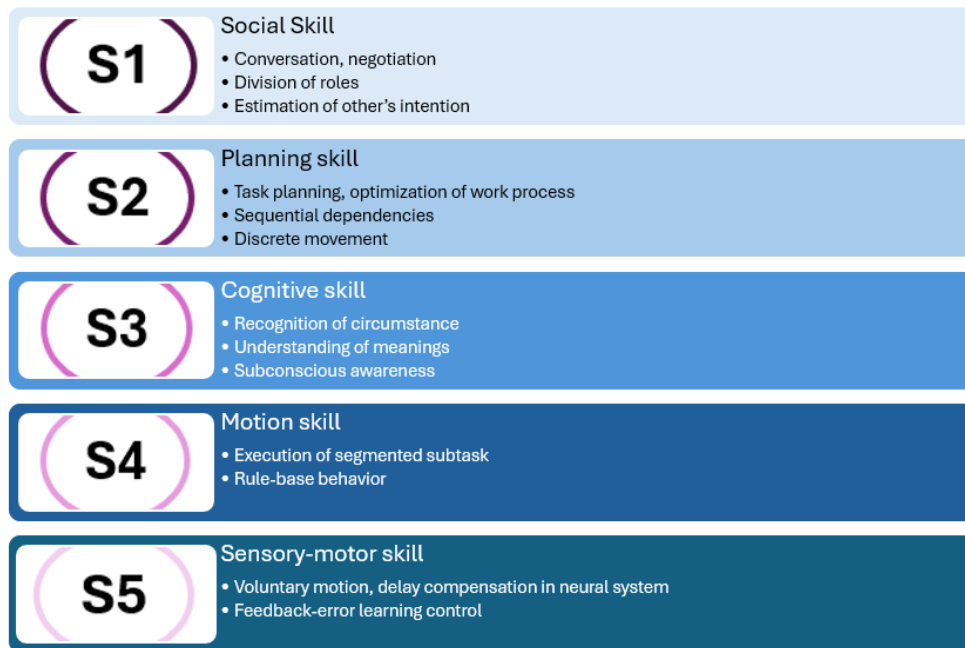 S1
Social Skill
• Conversation, negotiation
• Division of roles
• Estimation of other’s intention
S2
Planning skill
• Task planning, optimization of work process
• Sequential dependencies
• Discrete movement
S3
Cognitive skill
• Recognition of circumstance
• Understanding of meanings
• Subconscious awareness
S4
Motion skill
• Execution of segmented subtask
• Rule-base behavior
S5
Sensory-motor skill
• Voluntary motion, delay compensation in neural system
• Feedback-error learning control